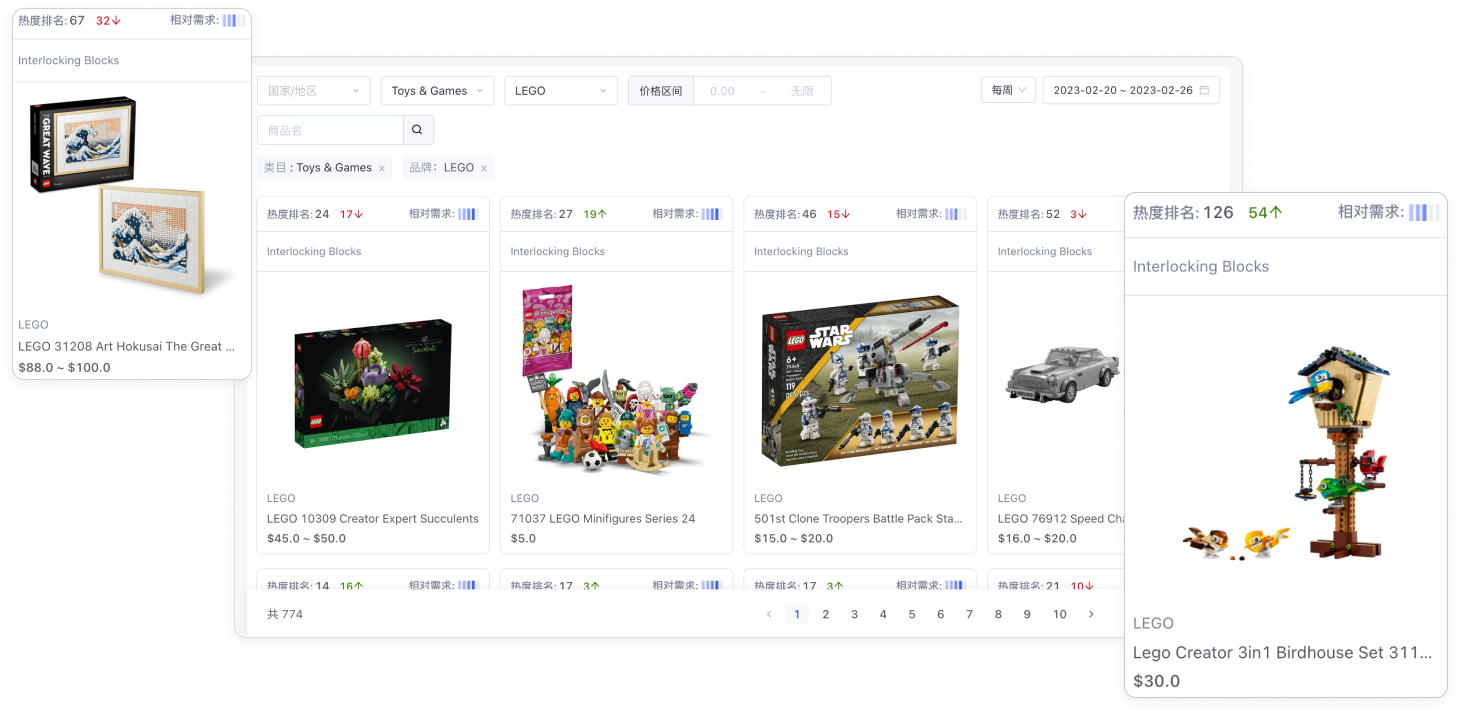 热度排名: 67 32↓ 相对需求:
Interlocking Blocks
THE GREAT WAVE
LEGO
LEGO 31208 Art Hokusai The Great ...
$88.0 ~ $100.0
国家/地区 Toys & Games LEGO 价格区间 0.00 ~ 无限 每周 2023-02-20 ~ 2023-02-26
商品名
类目 : Toys & Games × 品牌: LEGO ×
热度排名: 24 17↓ 相对需求:
Interlocking Blocks
Succulents
LEGO
LEGO
LEGO 10309 Creator Expert Succulents
$45.0 ~ $50.0
热度排名: 27 19↑ 相对需求:
Interlocking Blocks
LEGO
71037 LEGO Minifigures Series 24
$5.0
热度排名: 46 15↓ 相对需求:
Interlocking Blocks
LEGO STAR WARS
6+
75345
119
pcs/pzs
LEGO
501st Clone Troopers Battle Pack Sta...
$15.0 ~ $20.0
热度排名: 52 3↓
Interlocking Blocks
LEGO
LEGO 76912 Speed Cha
$16.0 ~ $20.0
热度排名: 126 54↑ 相对需求:
Interlocking Blocks
LEGO
Lego Creator 3in1 Birdhouse Set 311...
$30.0
热度排名: 14 16↑ 相对需求:
热度排名: 17 3↑ 相对需求:
热度排名: 17 3↑ 相对需求:
热度排名: 21 10↓
共 774
< 1 2 3 4 5 6 7 8 9 10 >